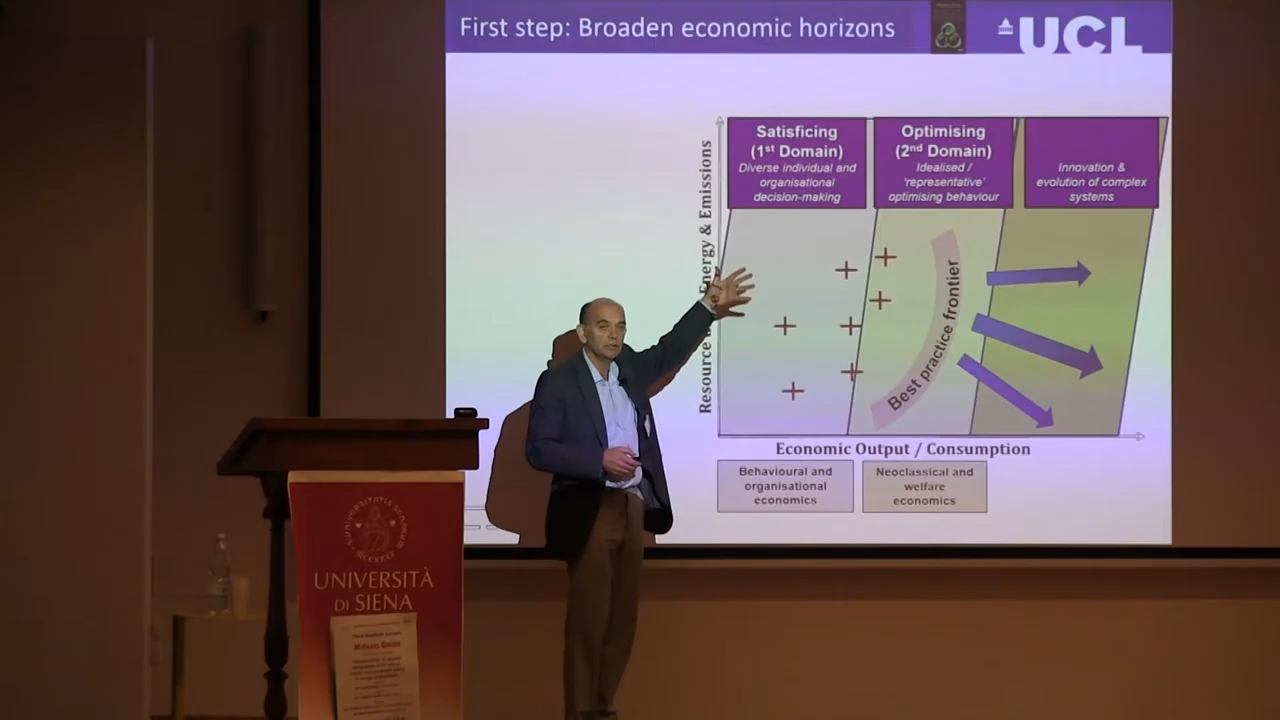 First step: Broaden economic horizons
UCL
Satisficing
(1st Domain)
Diverse individual and
organisational
decision-making
Optimising
(2nd Domain)
Idealised /
'representative'
optimising behaviour
Innovation &
evolution of complex
systems
Resource
Energy & Emissions
Best practice frontier
Economic Output / Consumption
Behavioural and
organisational
economics
Neoclassical and
welfare
economics
UNIVERSITÀ
DI SIENA